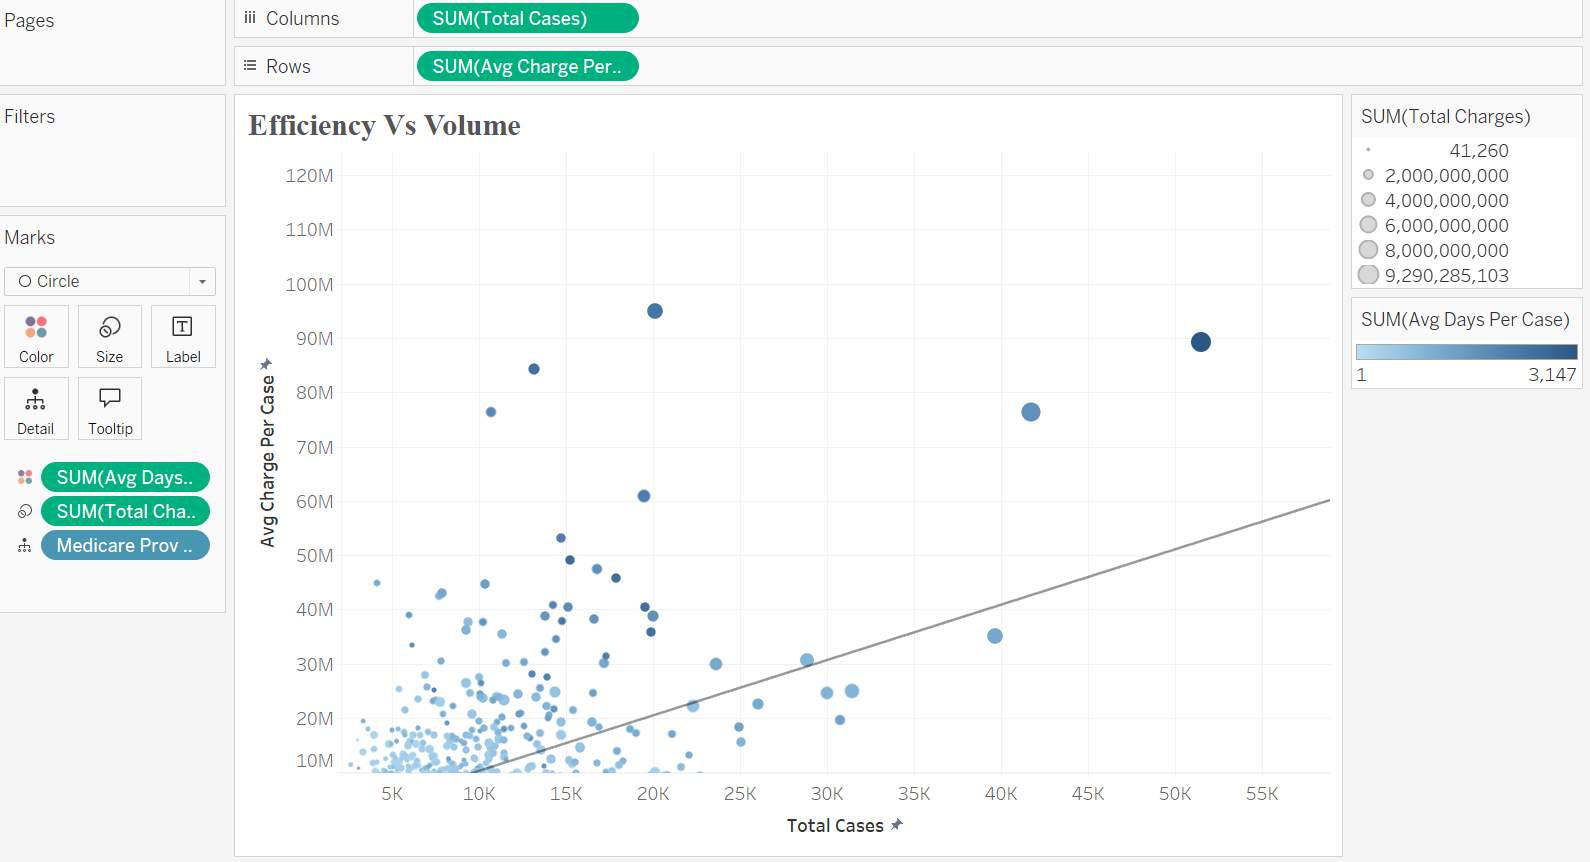 Pages
Columns
SUM(Total Cases)
Rows
SUM(Avg Charge Per..
Filters
Marks
Circle
Color
Size
Label
Detail
Tooltip
SUM(Avg Days..
SUM(Total Cha..
Medicare Prov ..
Efficiency Vs Volume
120M
110M
100M
90M
80M
70M
60M
50M
40M
30M
20M
10M
Avg Charge Per Case
5K
10K
15K
20K
25K
30K
35K
40K
45K
50K
55K
Total Cases
SUM(Total Charges)
41,260
2,000,000,000
4,000,000,000
6,000,000,000
8,000,000,000
9,290,285,103
SUM(Avg Days Per Case)
1
3,147